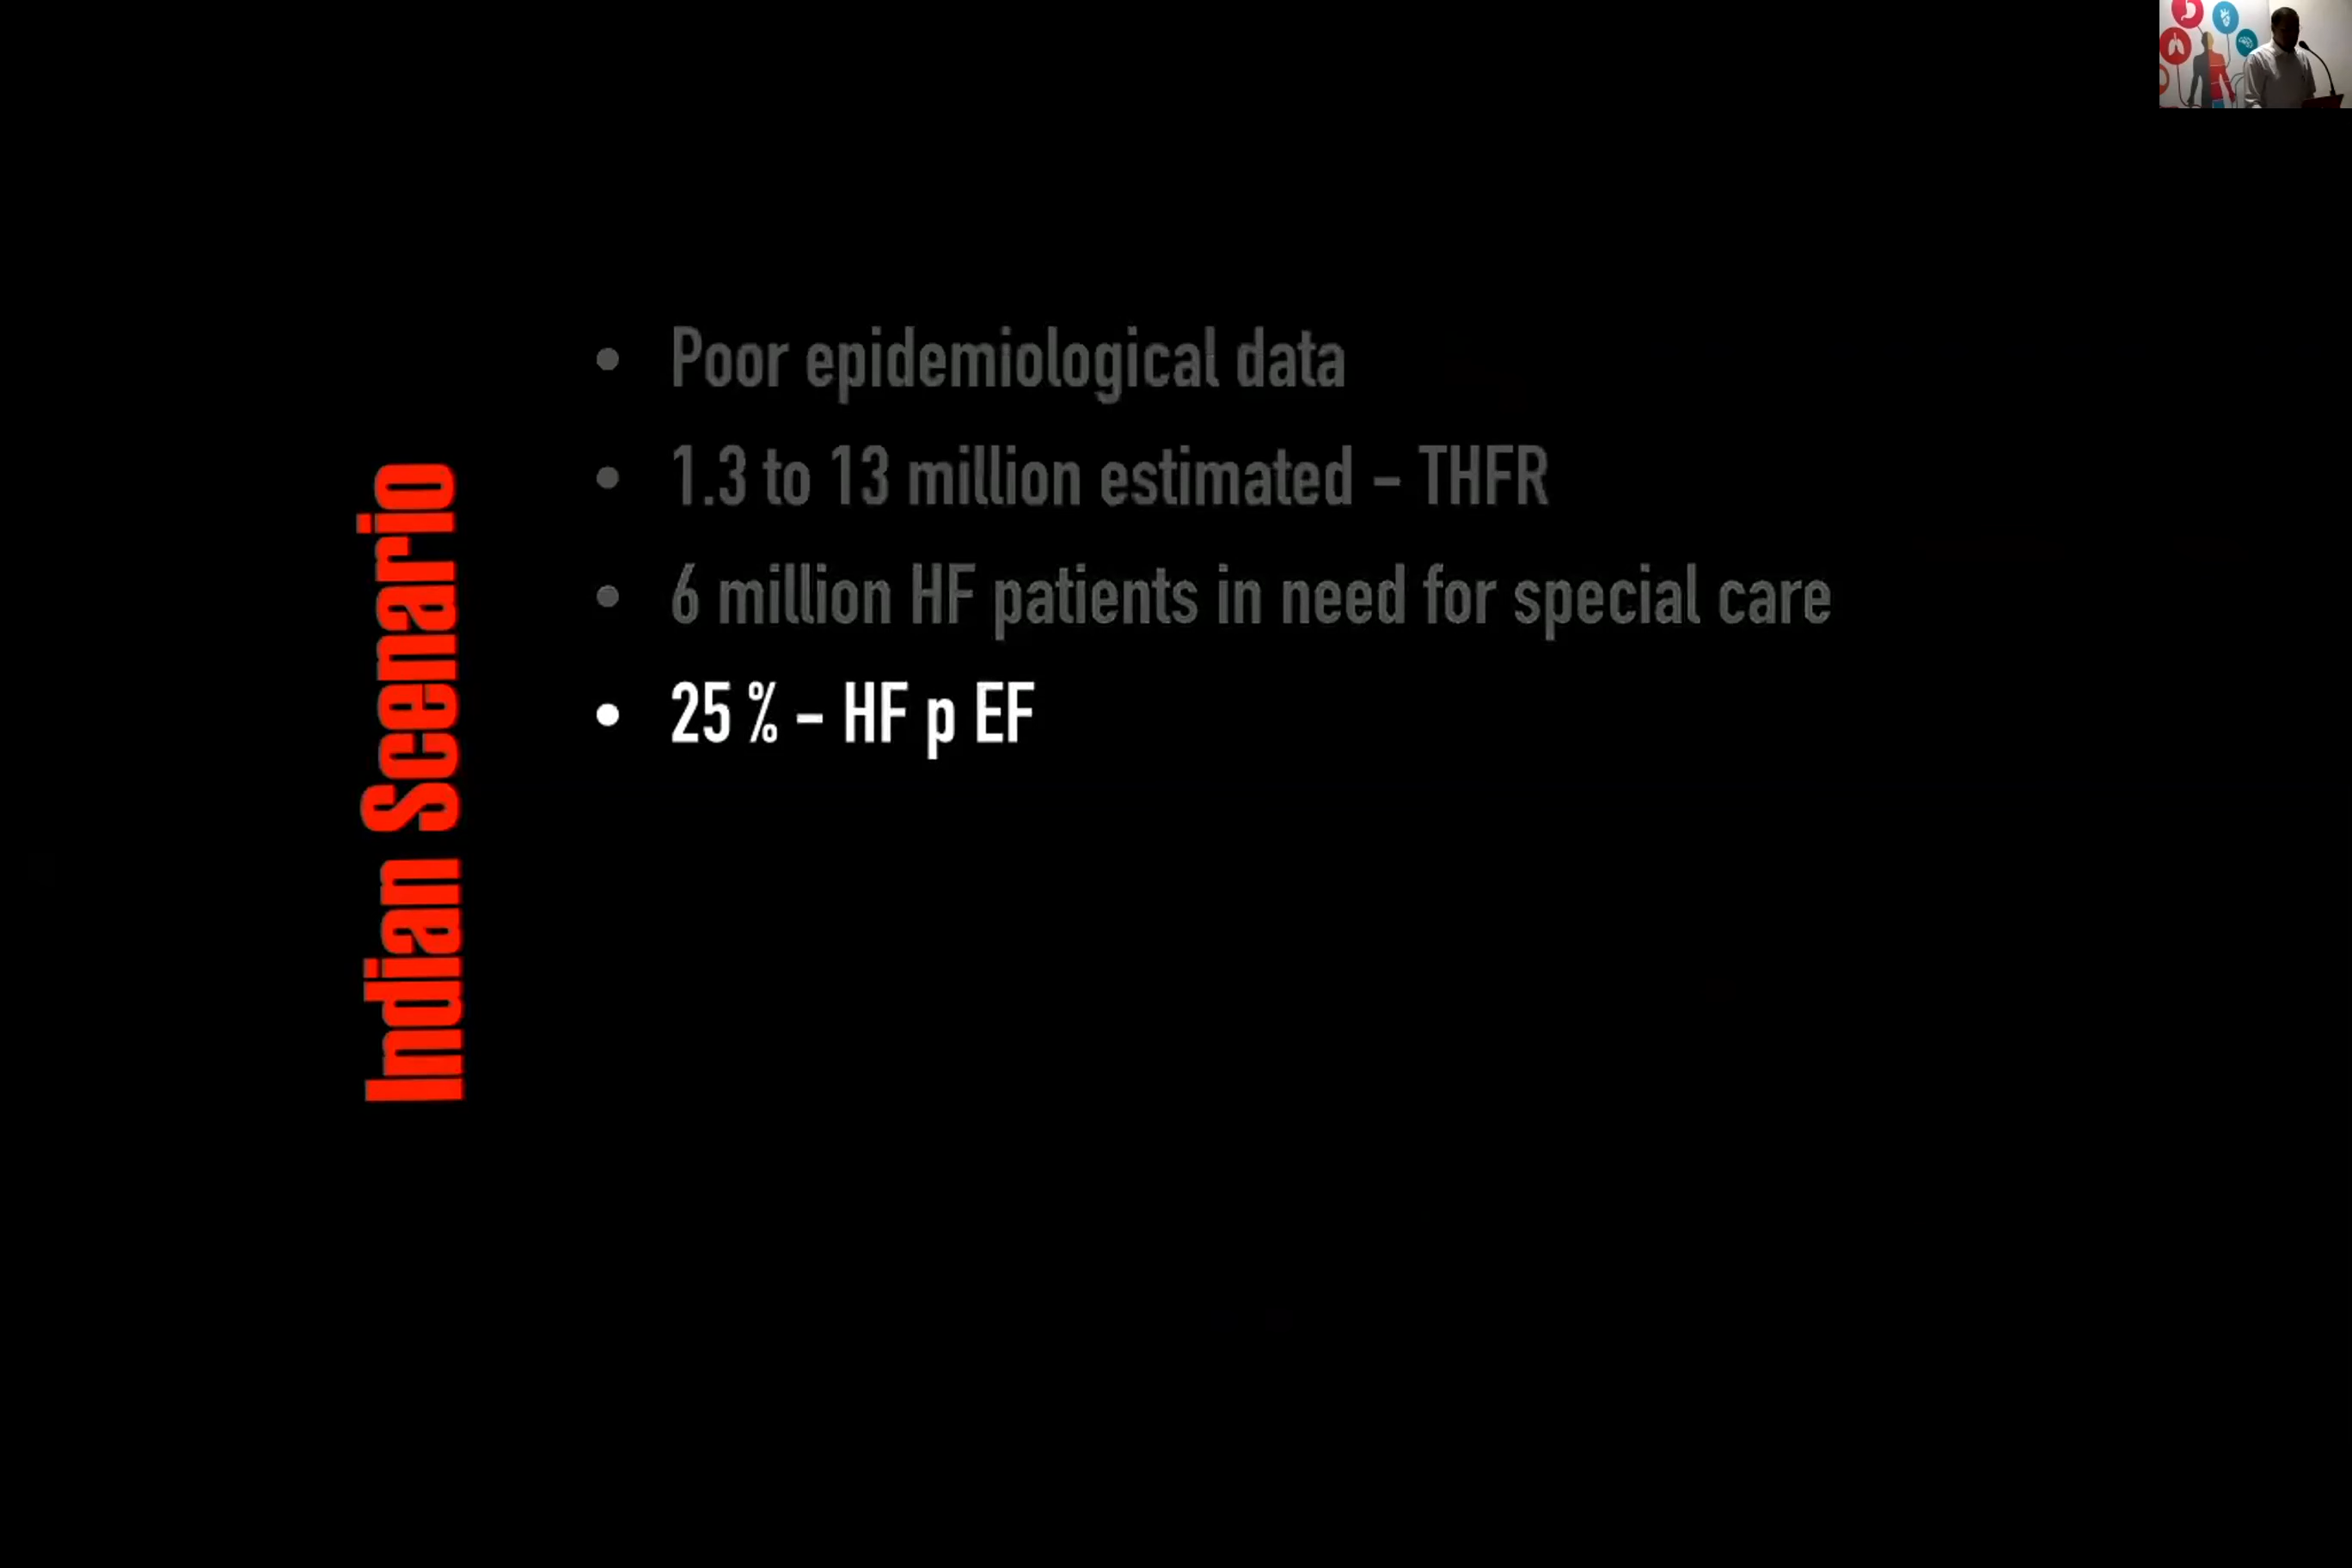 Indian Scenario
• Poor epidemiological data
• 1.3 to 13 million estimated – THFR
• 6 million HF patients in need for special care
• 25 % – HF p EF